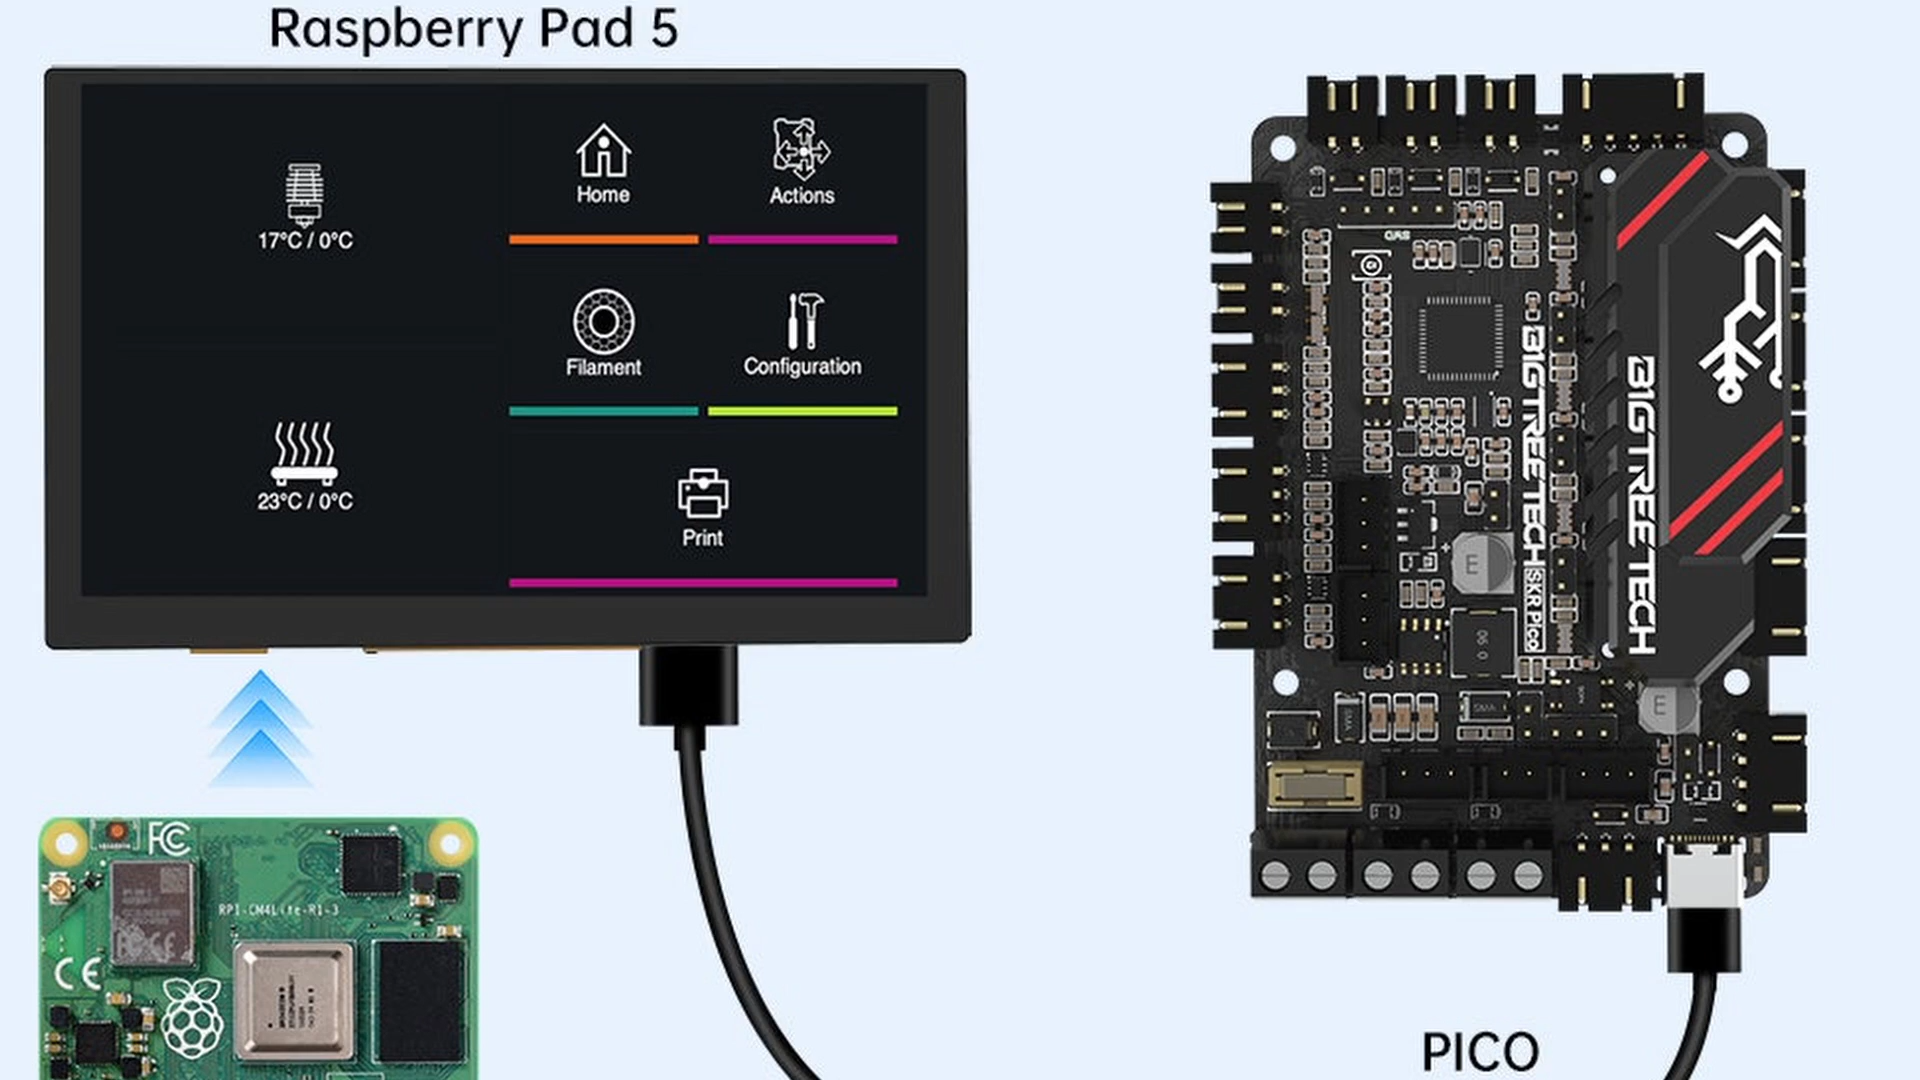 Raspberry Pad 5
17°C / 0°C
23°C / 0°C
Home
Actions
Filament
Configuration
Print
FC
RPI-CM4Lite-R1-3
CE
BIGTREETECH
SKR Pico
BIGTREETECH
E
E
PICO